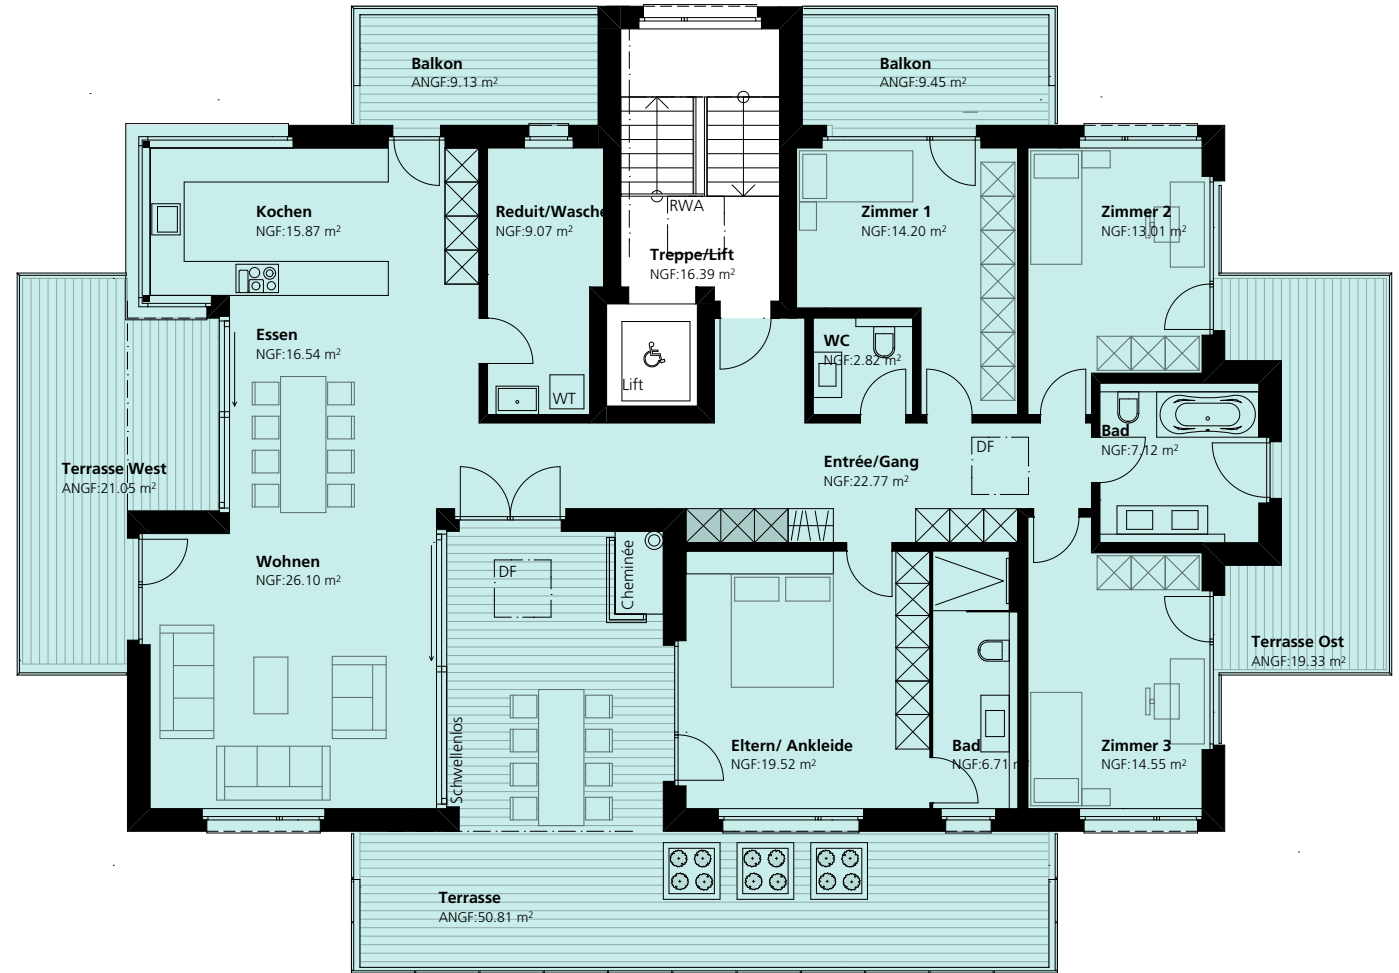 Balkon
ANGF:9.13 m²
Balkon
ANGF:9.45 m²
Kochen
NGF:15.87 m²
Reduit/Wasche
NGF:9.07 m²
RWA
Treppe/Lift
NGF:16.39 m²
Zimmer 1
NGF:14.20 m²
Zimmer 2
NGF:13.01 m²
Essen
NGF:16.54 m²
WC
NGF:2.82 m²
Lift
WT
Bad
NGF:7.12 m²
DF
Entrée/Gang
NGF:22.77 m²
Terrasse West
ANGF:21.05 m²
Wohnen
NGF:26.10 m²
DF
Cheminée
Terrasse Ost
ANGF:19.33 m²
Schwellenlos
Eltern/ Ankleide
NGF:19.52 m²
Bad
NGF:6.71 m
Zimmer 3
NGF:14.55 m²
Terrasse
ANGF:50.81 m²